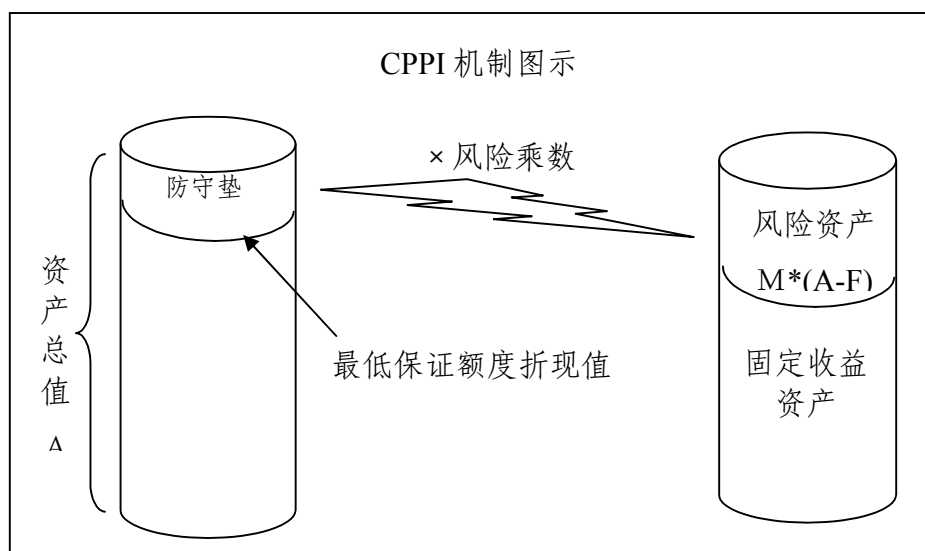 CPPI 机制图示
× 风险乘数
防守垫
风险资产
M*(A-F)
资
产
总
值
A
最低保证额度折现值
固定收益
资产